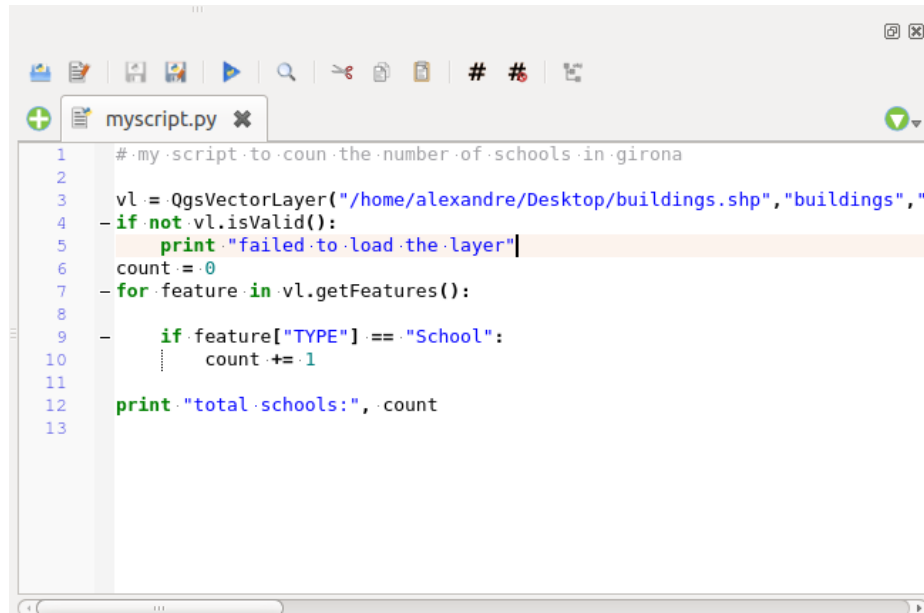 myscript.py
1 # my script to coun the number of schools in girona
2
3 vl = QgsVectorLayer("/home/alexandre/Desktop/buildings.shp","buildings","
4 if not vl.isValid():
5     print "failed to load the layer"
6 count = 0
7 for feature in vl.getFeatures():
8
9     if feature["TYPE"] == "School":
10         count += 1
11
12 print "total schools:", count
13